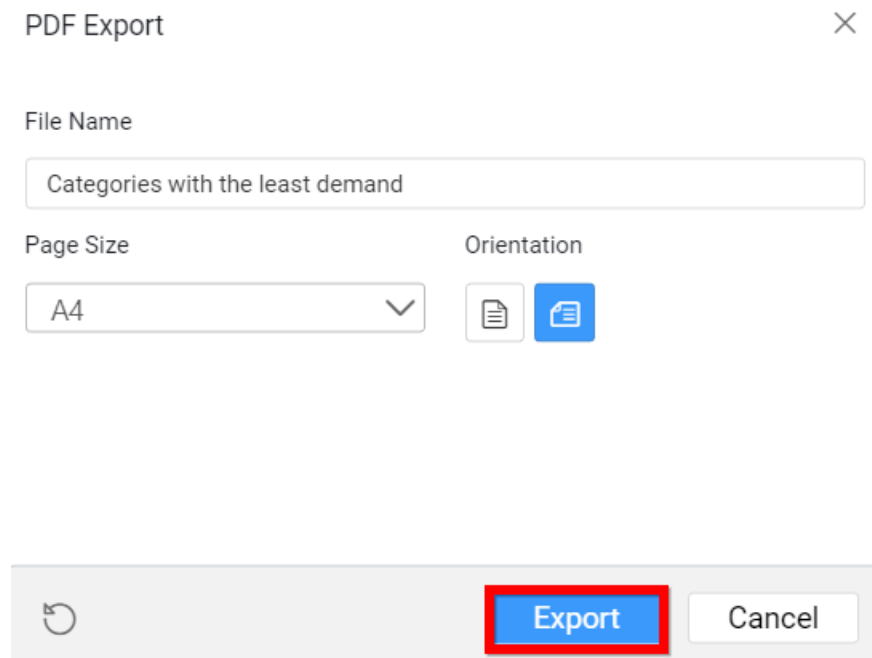 PDF Export
File Name
Categories with the least demand
Page Size
Orientation
A4
Export
Cancel